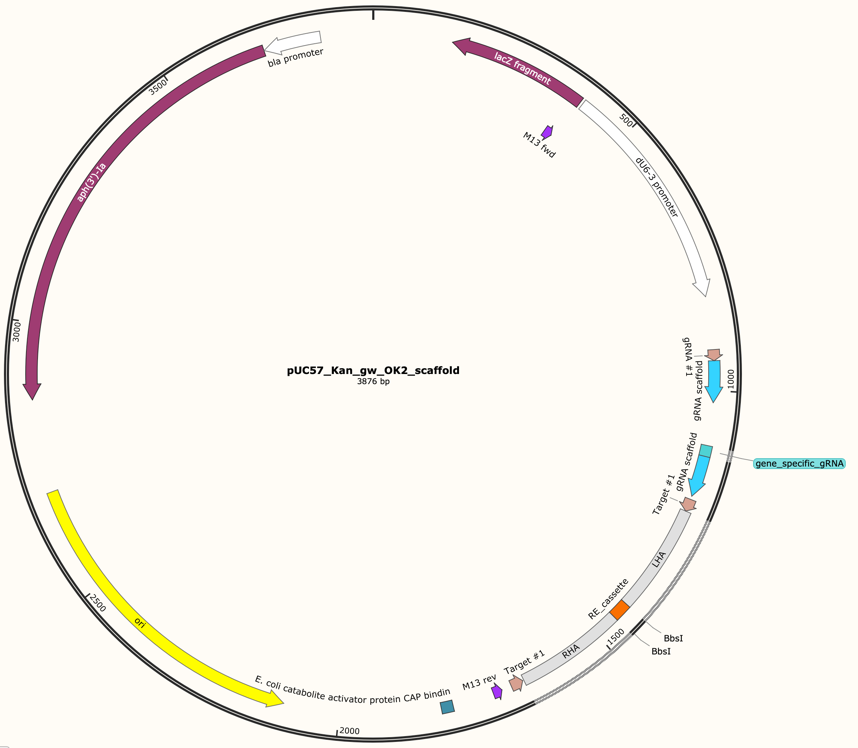 bla promoter
lacZ fragment
3500
500
M13 fwd
aph(3')-Ia
dU6-3 promoter
3000
pUC57_Kan_gw_OK2_scaffold
3876 bp
gRNA #1
gRNA scaffold
1000
gRNA scaffold
gene_specific_gRNA
Target #1
LHA
RE_cassette
2500
ori
1500
BbsI
BbsI
RHA
Target #1
M13 rev
E. coli catabolite activator protein CAP bindin
2000